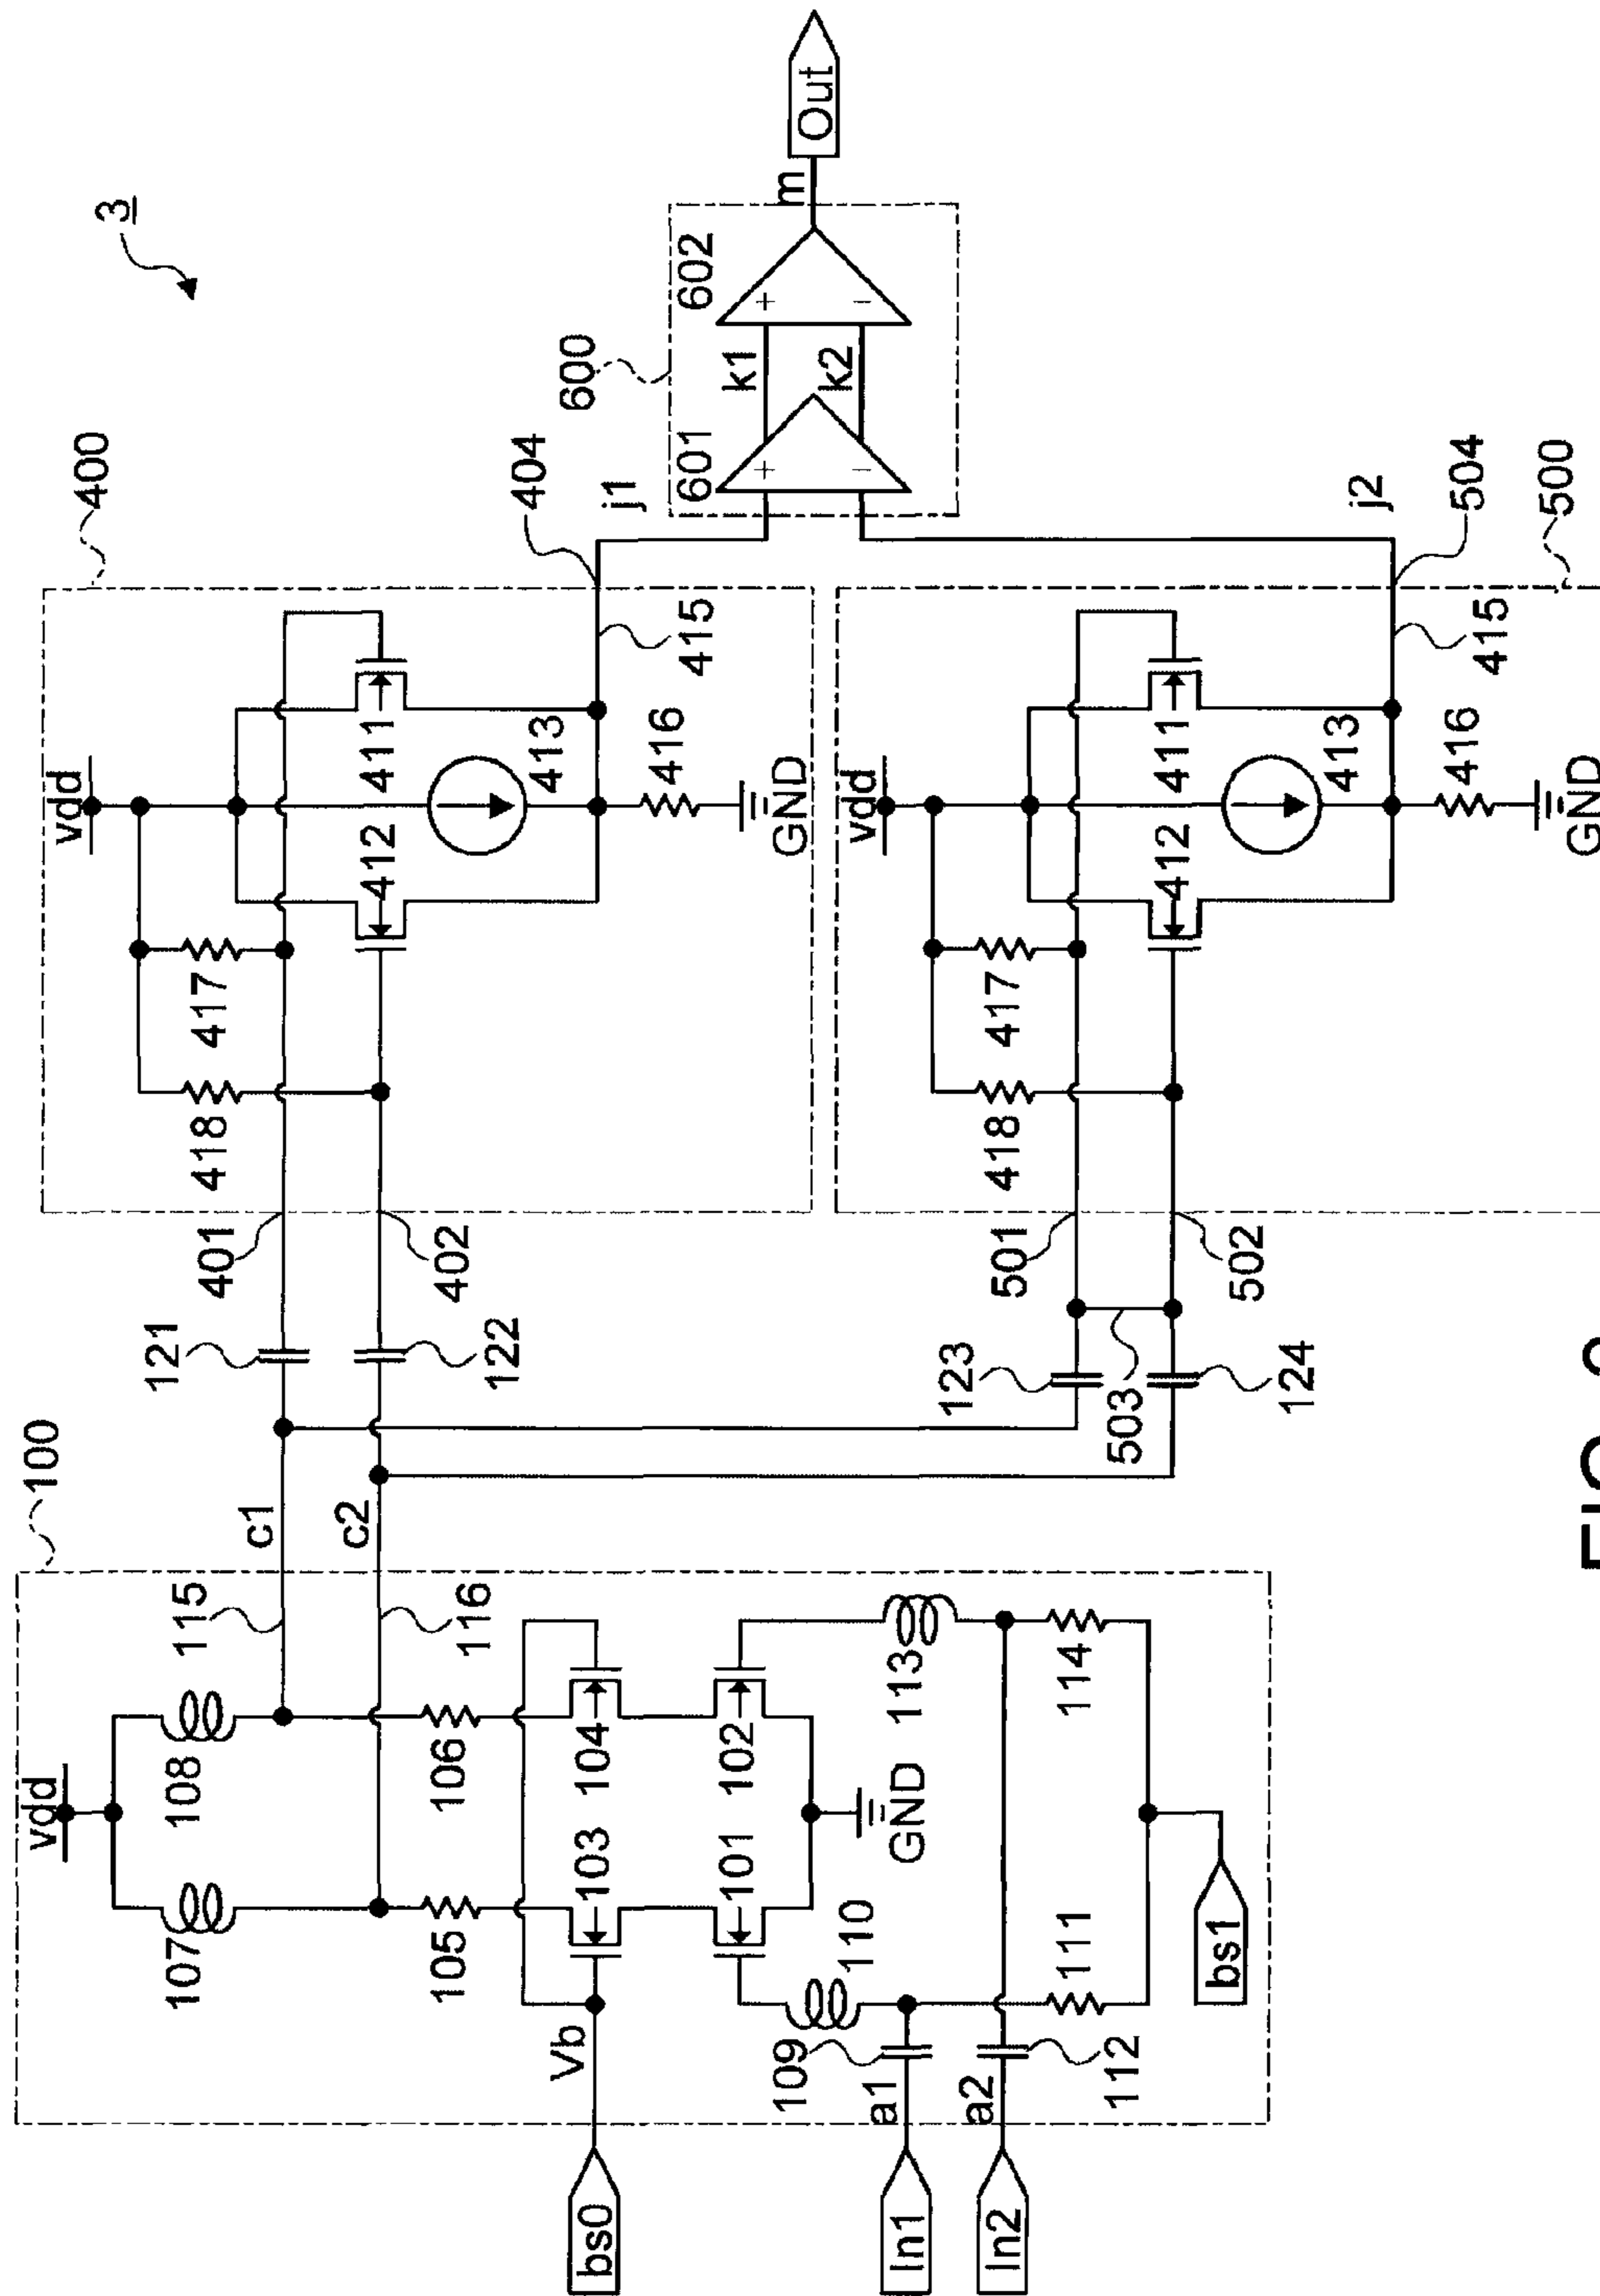 3
100
vdd
107
108
115
116
c1
c2
105
106
103
104
Vb
bs0
101
102
GND
109
110
113
a1
a2
In1
In2
112
111
114
bs1
121
122
123
124
503
400
401
402
vdd
418
417
412
411
413
416
GND
415
404
j1
500
501
502
vdd
418
417
412
411
413
416
GND
415
504
j2
600
601
+
−
k1
k2
602
+
−
m
Out